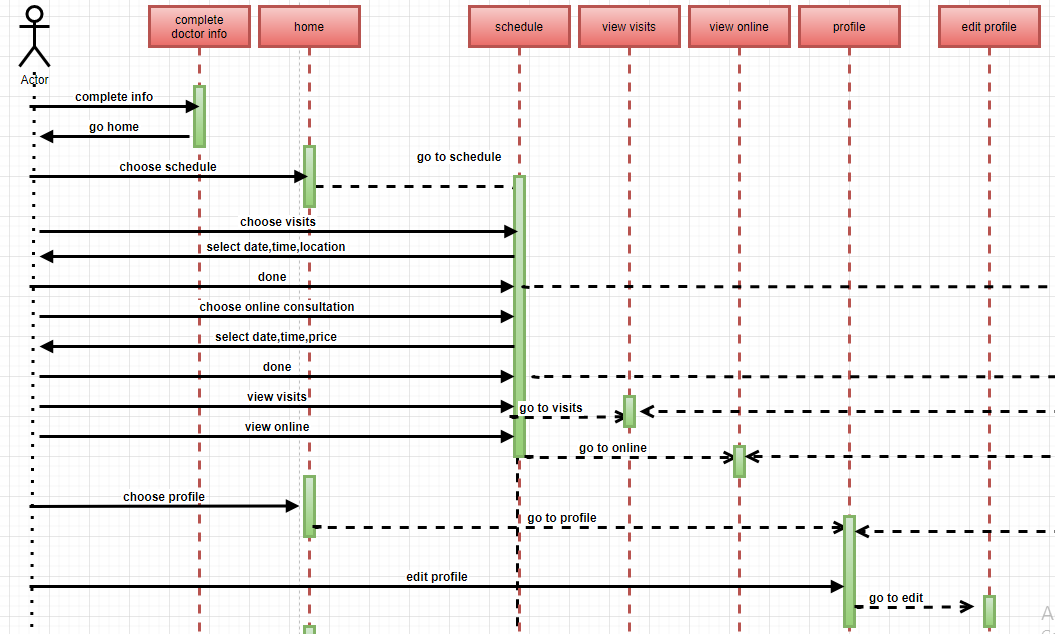 complete
doctor info
home
schedule
view visits
view online
profile
edit profile
Actor
complete info
go home
go to schedule
choose schedule
choose visits
select date,time,location
done
choose online consultation
select date,time,price
done
view visits
go to visits
view online
go to online
choose profile
go to profile
edit profile
go to edit